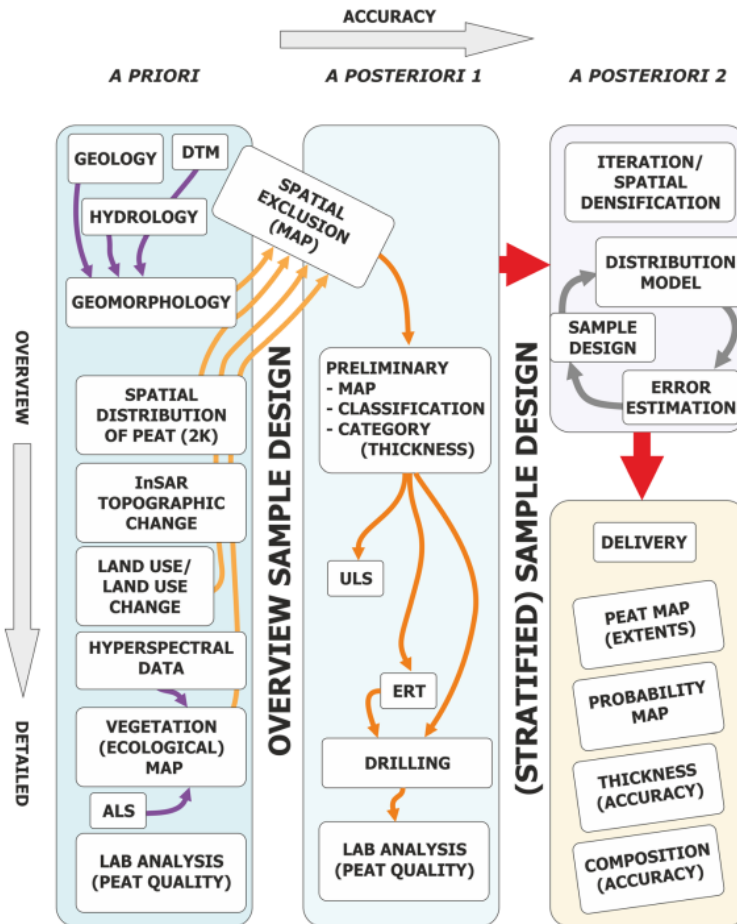 ACCURACY
A PRIORI
A POSTERIORI 1
A POSTERIORI 2
OVERVIEW
DETAILED
GEOLOGY
DTM
HYDROLOGY
GEOMORPHOLOGY
SPATIAL
DISTRIBUTION
OF PEAT (2K)
InSAR
TOPOGRAPHIC
CHANGE
LAND USE/
LAND USE
CHANGE
HYPERSPECTRAL
DATA
VEGETATION
(ECOLOGICAL)
MAP
ALS
LAB ANALYSIS
(PEAT QUALITY)
OVERVIEW SAMPLE DESIGN
SPATIAL
EXCLUSION
(MAP)
PRELIMINARY
- MAP
- CLASSIFICATION
- CATEGORY
(THICKNESS)
ULS
ERT
DRILLING
LAB ANALYSIS
(PEAT QUALITY)
(STRATIFIED) SAMPLE DESIGN
ITERATION/
SPATIAL
DENSIFICATION
DISTRIBUTION
MODEL
SAMPLE
DESIGN
ERROR
ESTIMATION
DELIVERY
PEAT MAP
(EXTENTS)
PROBABILITY
MAP
THICKNESS
(ACCURACY)
COMPOSITION
(ACCURACY)